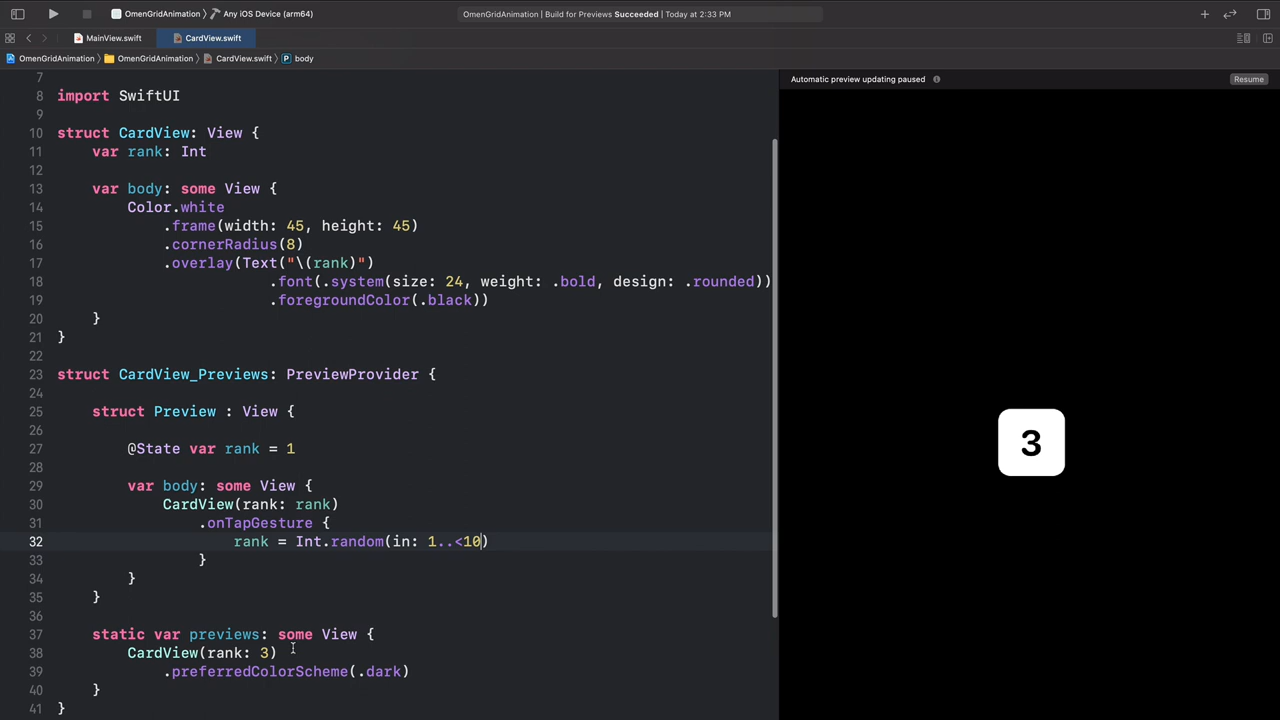 OmenGridAnimation 〉 Any iOS Device (arm64)
OmenGridAnimation | Build for Previews Succeeded | Today at 2:33 PM
MainView.swift
CardView.swift
OmenGridAnimation 〉 OmenGridAnimation 〉 CardView.swift 〉 P body
Automatic preview updating paused
Resume
7
8 import SwiftUI
9
10 struct CardView: View {
11 var rank: Int
12
13 var body: some View {
14 Color.white
15 .frame(width: 45, height: 45)
16 .cornerRadius(8)
17 .overlay(Text("\(rank)")
18 .font(.system(size: 24, weight: .bold, design: .rounded))
19 .foregroundColor(.black))
20 }
21 }
22
23 struct CardView_Previews: PreviewProvider {
24
25 struct Preview : View {
26
27 @State var rank = 1
28
29 var body: some View {
30 CardView(rank: rank)
31 .onTapGesture {
32 rank = Int.random(in: 1..<10)
33 }
34 }
35 }
36
37 static var previews: some View {
38 CardView(rank: 3)
39 .preferredColorScheme(.dark)
40 }
41 }
3